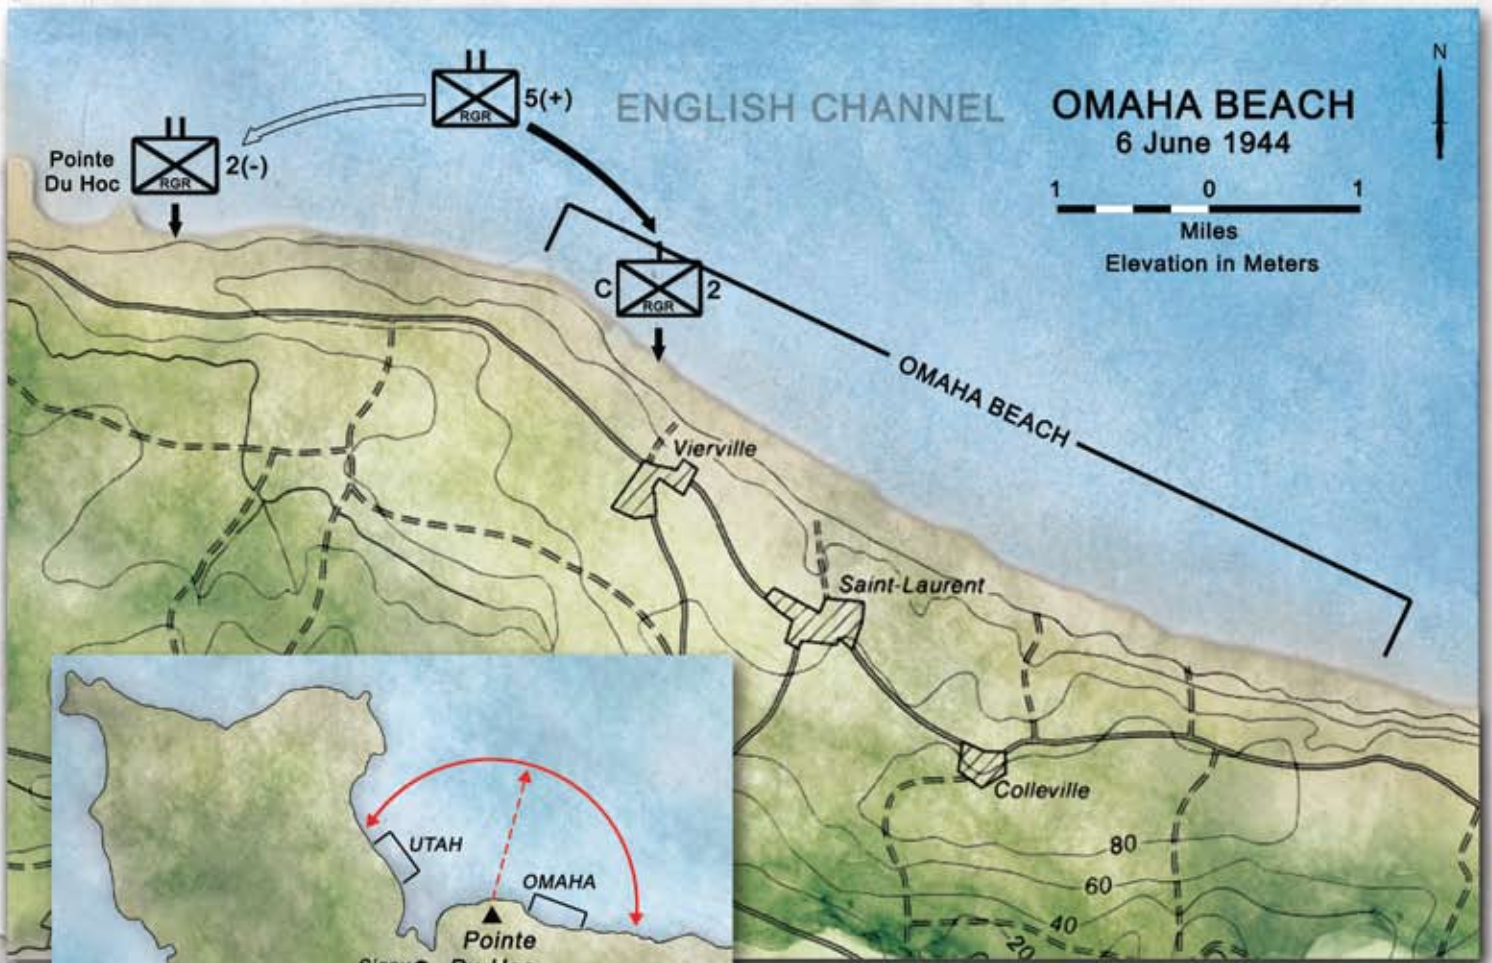 ENGLISH CHANNEL
OMAHA BEACH
6 June 1944
N
1 0 1
Miles
Elevation in Meters
RGR
5(+)
Pointe
Du Hoc
RGR
2(-)
C
RGR
2
OMAHA BEACH
Vierville
Saint-Laurent
Colleville
80
60
40
20
UTAH
OMAHA
Pointe